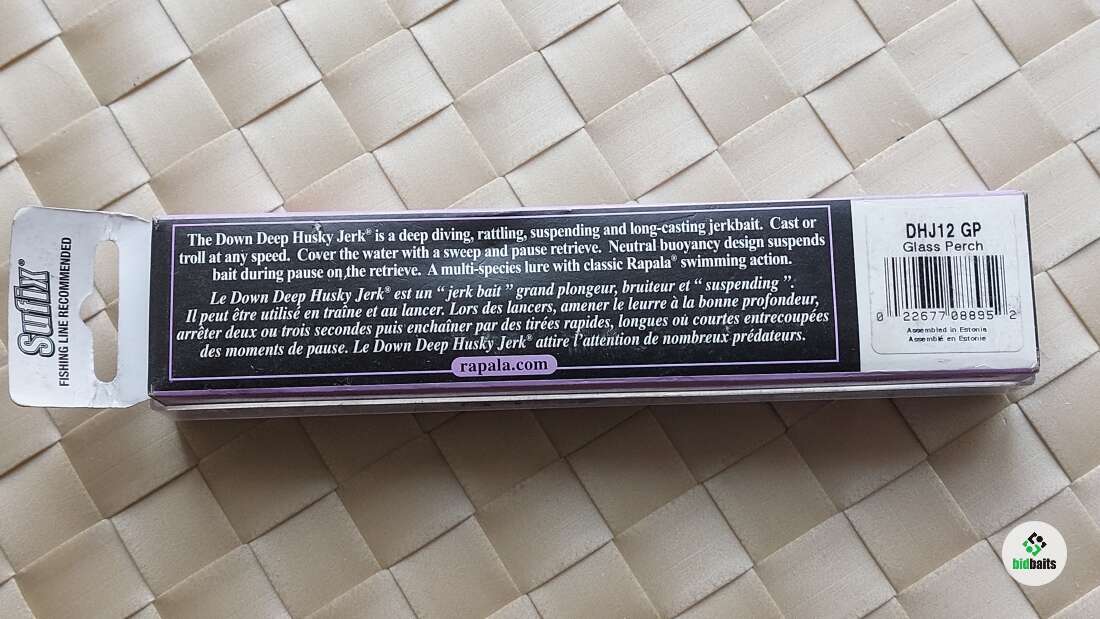 Sufix®
FISHING LINE RECOMMENDED
The Down Deep Husky Jerk® is a deep diving, rattling, suspending and long-casting jerkbait. Cast or
troll at any speed. Cover the water with a sweep and pause retrieve. Neutral buoyancy design suspends
bait during pause on the retrieve. A multi-species lure with classic Rapala® swimming action.
Le Down Deep Husky Jerk® est un “ jerk bait ” grand plongeur, bruiteur et “ suspending ”.
Il peut être utilisé en traîne et au lancer. Lors des lancers, amener le leurre à la bonne profondeur,
arrêter deux ou trois secondes puis enchaîner par des tirées rapides, longues où courtes entrecoupées
des moments de pause. Le Down Deep Husky Jerk® attire l’attention de nombreux prédateurs.
rapala.com
DHJ12 GP
Glass Perch
0 22677 08895 2
Assembled in Estonia
Assemblé en Estonie
bidbaits